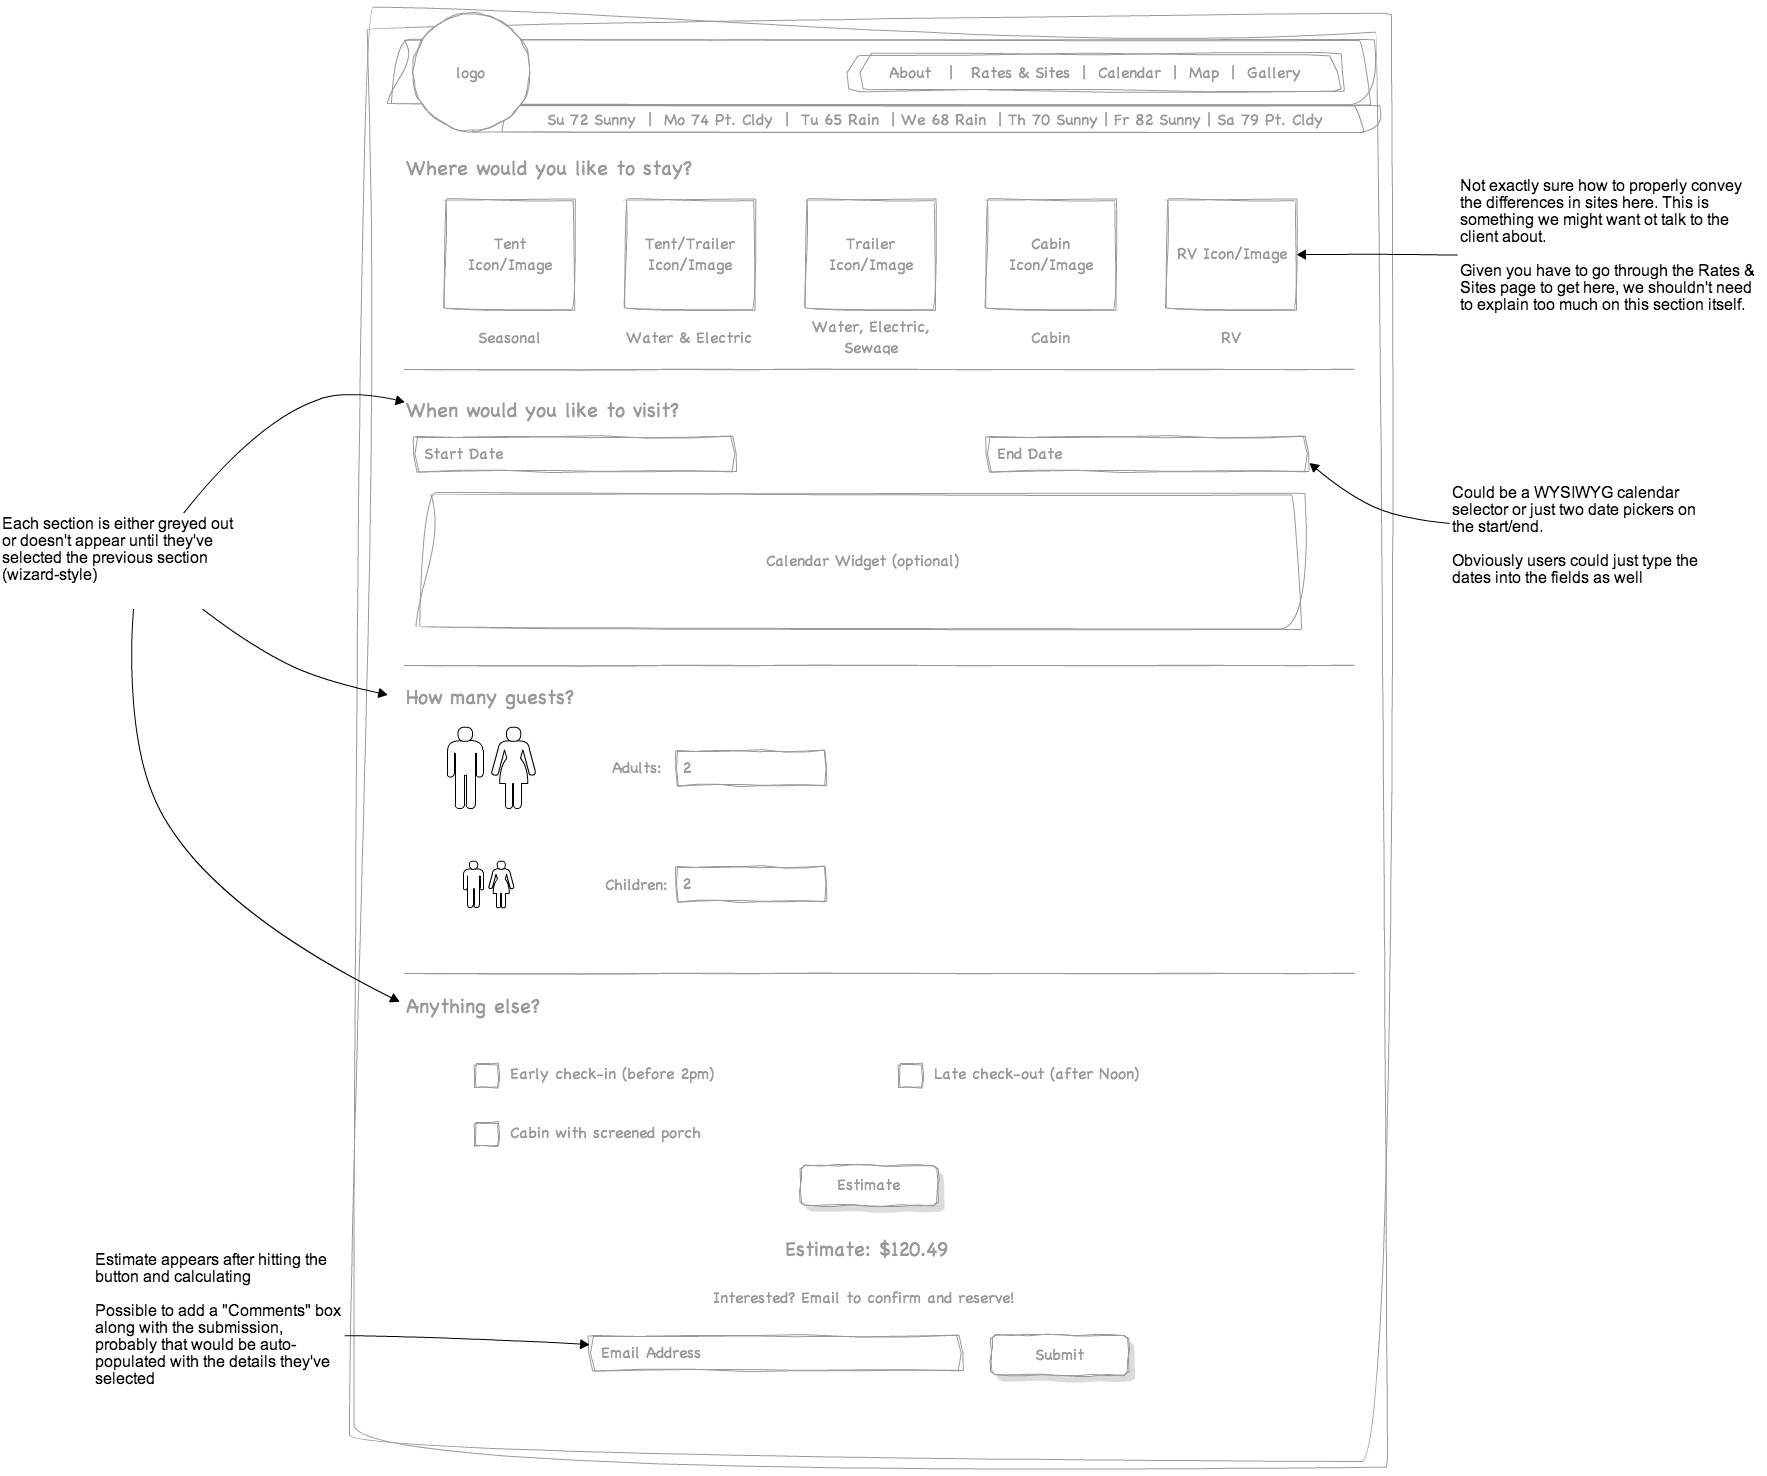 logo
About | Rates & Sites | Calendar | Map | Gallery
Su 72 Sunny | Mo 74 Pt. Cldy | Tu 65 Rain | We 68 Rain | Th 70 Sunny | Fr 82 Sunny | Sa 79 Pt. Cldy
Where would you like to stay?
Tent
Icon/Image
Tent/Trailer
Icon/Image
Trailer
Icon/Image
Cabin
Icon/Image
RV Icon/Image
Seasonal
Water & Electric
Water, Electric,
Sewage
Cabin
RV
Not exactly sure how to properly convey
the differences in sites here. This is
something we might want ot talk to the
client about.
Given you have to go through the Rates &
Sites page to get here, we shouldn't need
to explain too much on this section itself.
When would you like to visit?
Start Date
End Date
Calendar Widget (optional)
Could be a WYSIWYG calendar
selector or just two date pickers on
the start/end.
Obviously users could just type the
dates into the fields as well
Each section is either greyed out
or doesn't appear until they've
selected the previous section
(wizard-style)
How many guests?
Adults: 2
Children: 2
Anything else?
Early check-in (before 2pm)
Late check-out (after Noon)
Cabin with screened porch
Estimate
Estimate: $120.49
Interested? Email to confirm and reserve!
Email Address
Submit
Estimate appears after hitting the
button and calculating
Possible to add a "Comments" box
along with the submission,
probably that would be auto-
populated with the details they've
selected